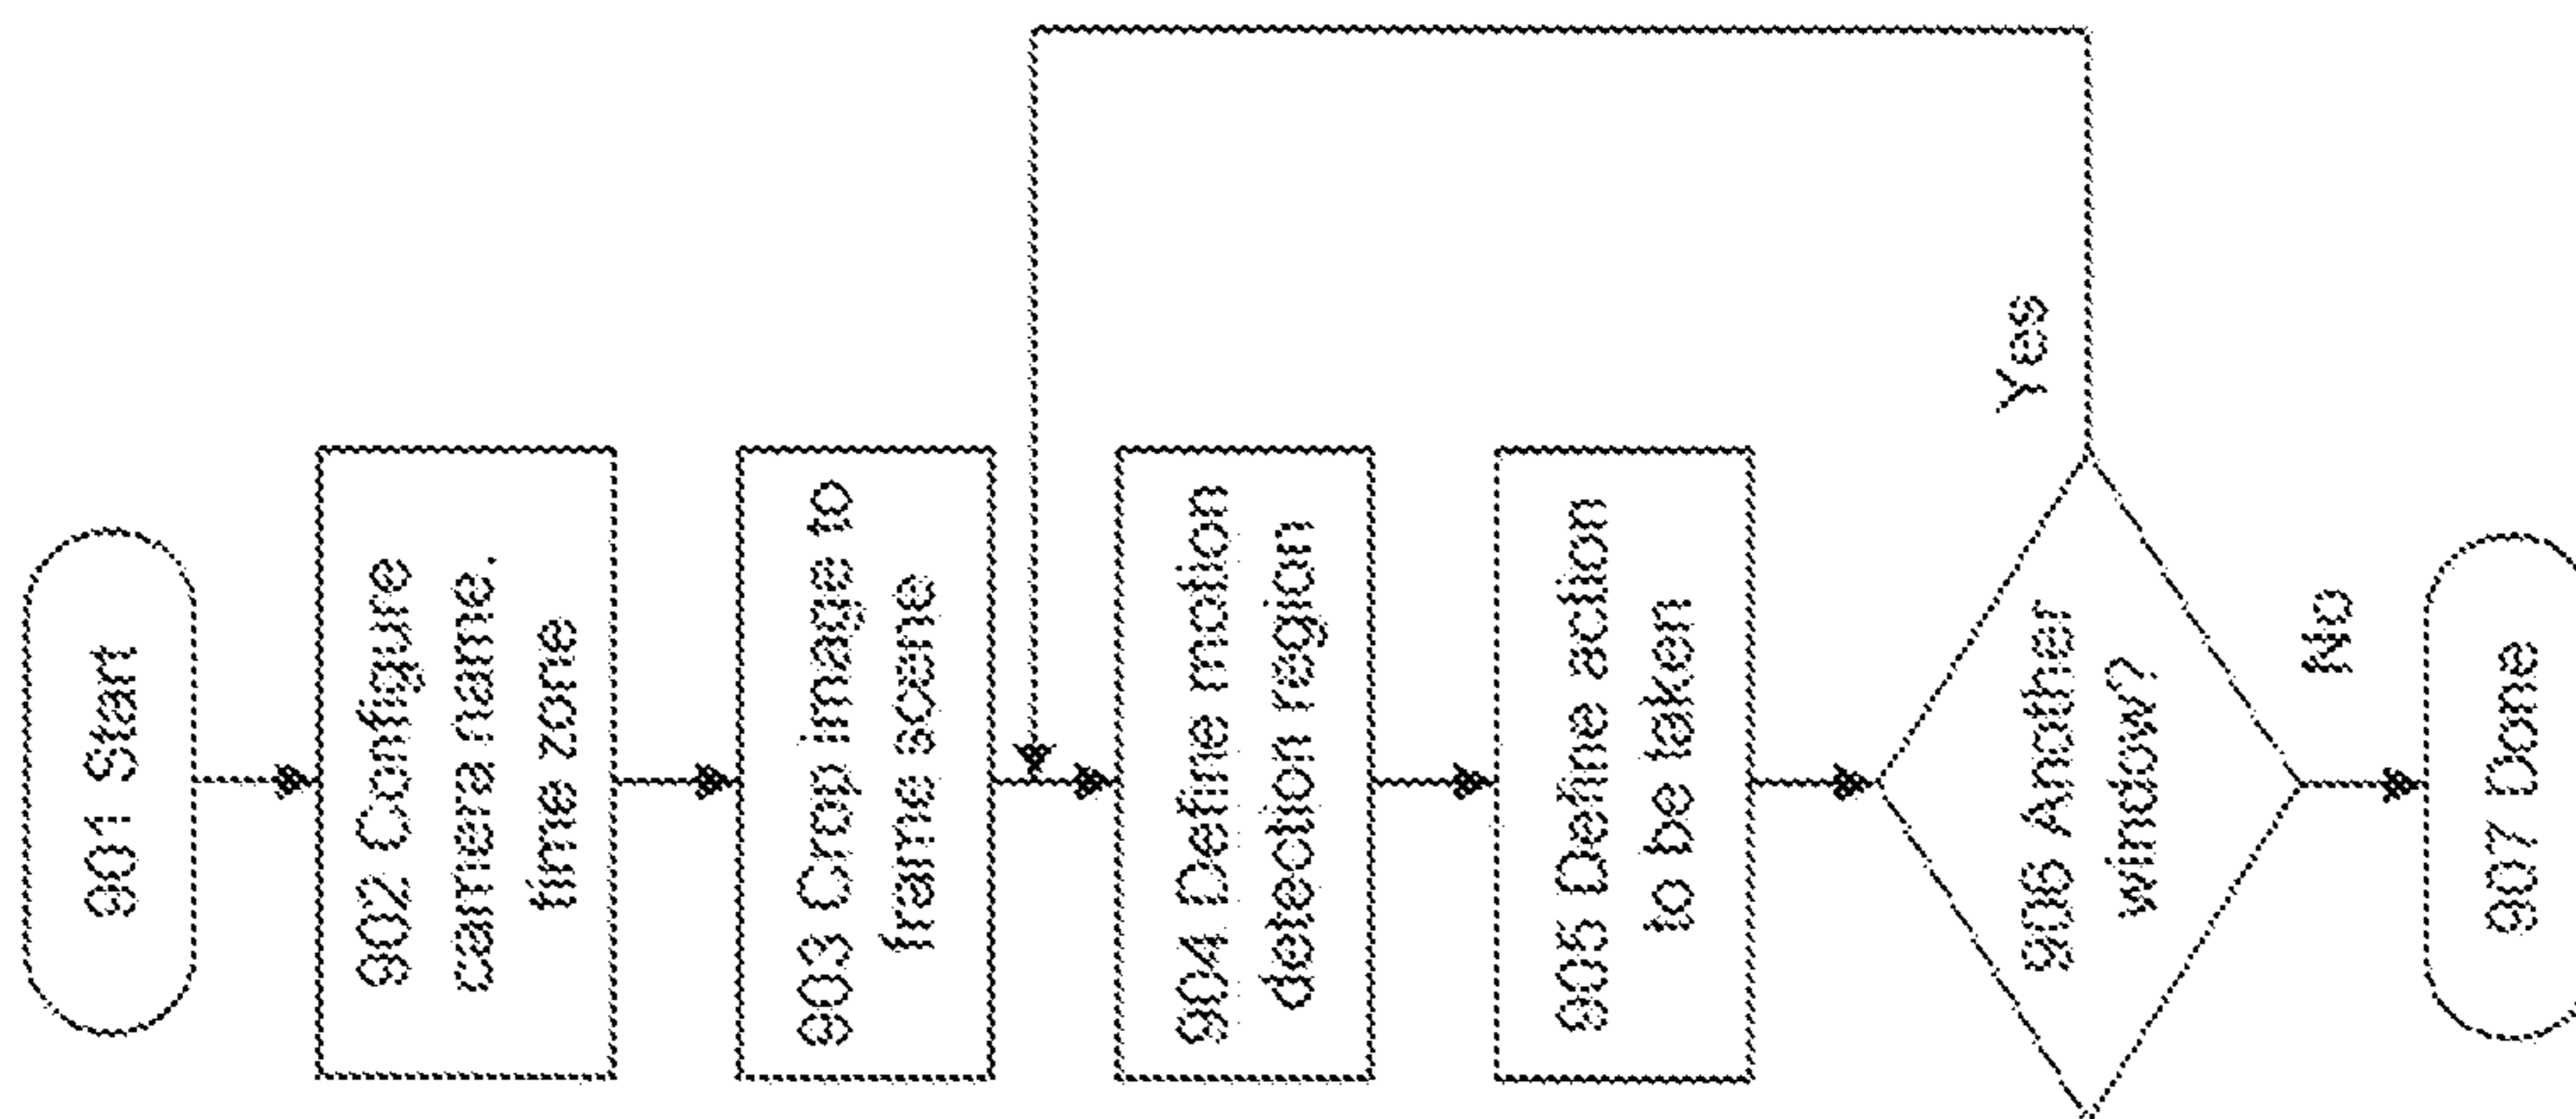 901 Start
902 Configure
camera name,
time zone
903 Crop image to
frame scene
904 Define motion
detection region
905 Define action
to be taken
906 Another
window?
Yes
No
907 Done